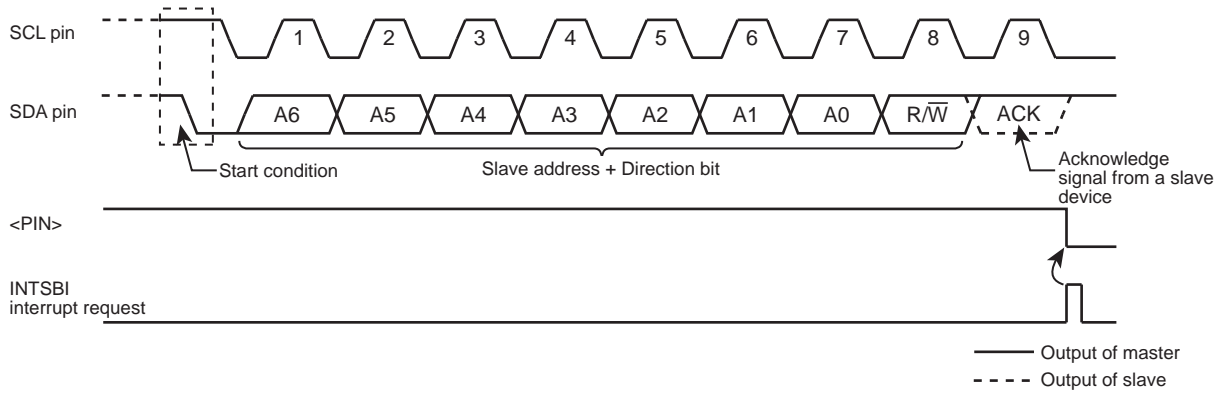 SCL pin
1 2 3 4 5 6 7 8 9
SDA pin
A6 A5 A4 A3 A2 A1 A0 R/W̅ ACK
Start condition
Slave address + Direction bit
Acknowledge
signal from a slave
device
<PIN>
INTSBI
interrupt request
Output of master
Output of slave